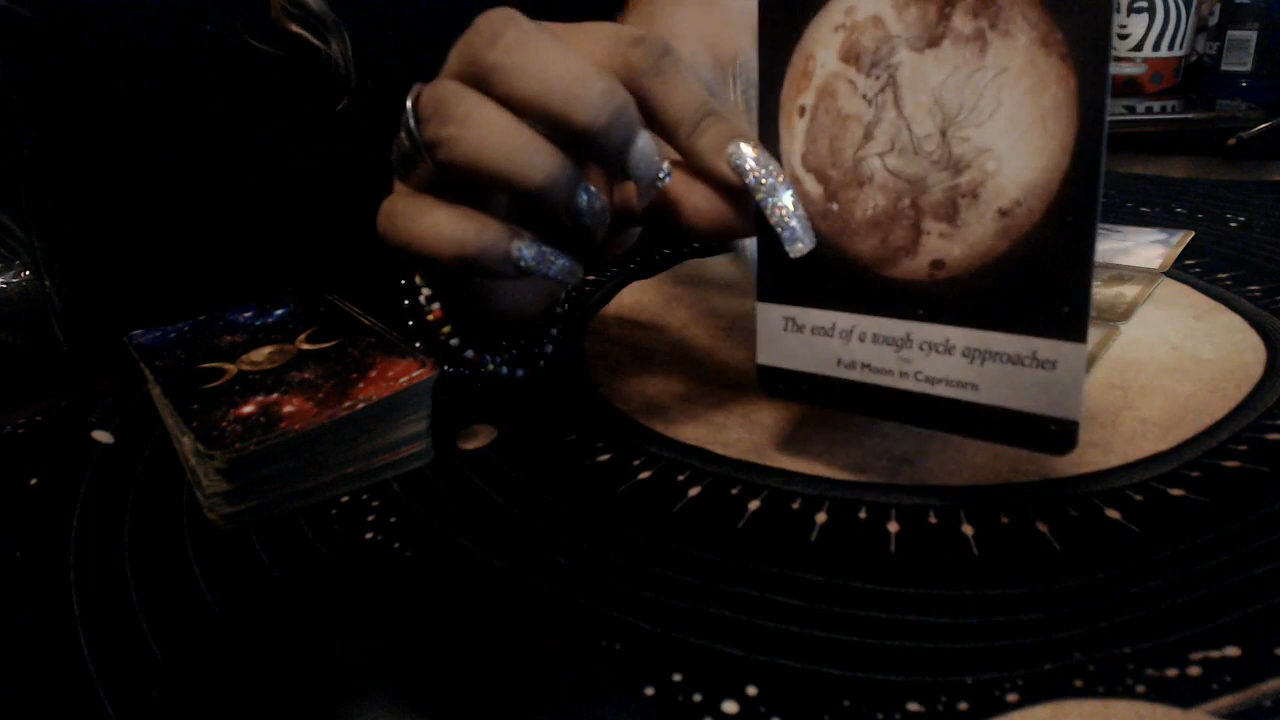 The end of a tough cycle approaches
Full Moon in Capricorn